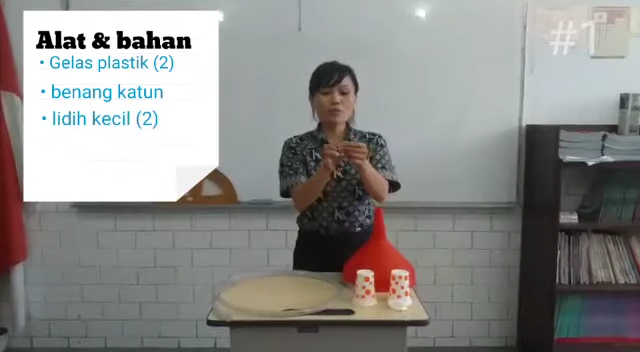 Alat & bahan
• Gelas plastik (2)
• benang katun
• lidih kecil (2)
#1